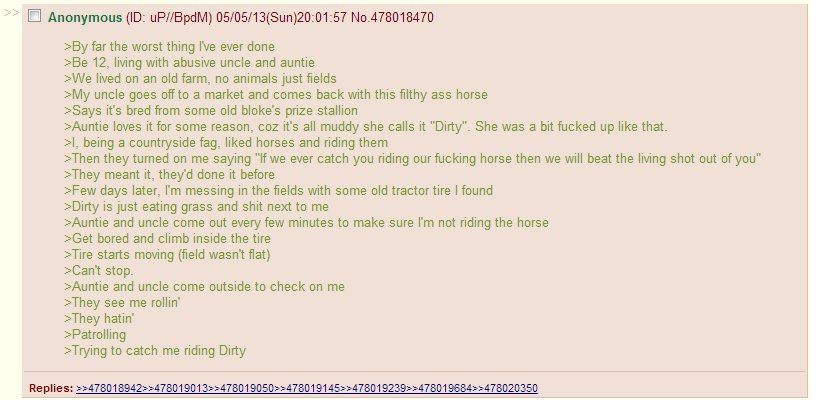 >> Anonymous (ID: uP//BpdM) 05/05/13(Sun)20:01:57 No.478018470
>By far the worst thing I've ever done
>Be 12, living with abusive uncle and auntie
>We lived on an old farm, no animals just fields
>My uncle goes off to a market and comes back with this filthy ass horse
>Says it's bred from some old bloke's prize stallion
>Auntie loves it for some reason, coz it's all muddy she calls it "Dirty". She was a bit fucked up like that.
>I, being a countryside fag, liked horses and riding them
>Then they turned on me saying "If we ever catch you riding our fucking horse then we will beat the living shot out of you"
>They meant it, they'd done it before
>Few days later, I'm messing in the fields with some old tractor tire I found
>Dirty is just eating grass and shit next to me
>Auntie and uncle come out every few minutes to make sure I'm not riding the horse
>Get bored and climb inside the tire
>Tire starts moving (field wasn't flat)
>Can't stop.
>Auntie and uncle come outside to check on me
>They see me rollin'
>They hatin'
>Patrolling
>Trying to catch me riding Dirty
Replies: >>478018942>>478019013>>478019050>>478019145>>478019239>>478019684>>478020350